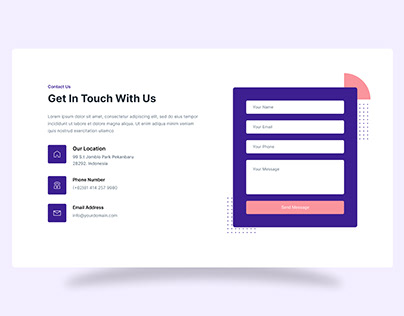 Contact Us
Get In Touch With Us
Lorem ipsum dolor sit amet, consectetur adipiscing elit, sed do
eiusmod tempor incididunt ut labore et dolore magna aliqua. Ut enim
adiqua minim veniam quis nostrud exercitation ullamco
Our Location
99 S.t Jomblo Park Pekanbaru
28292. Indonesia
Phone Number
(+62)81 414 257 9980
Email Address
info@yourdomain.com
Your Name
Your Email
Your Phone
Your Message
Send Message